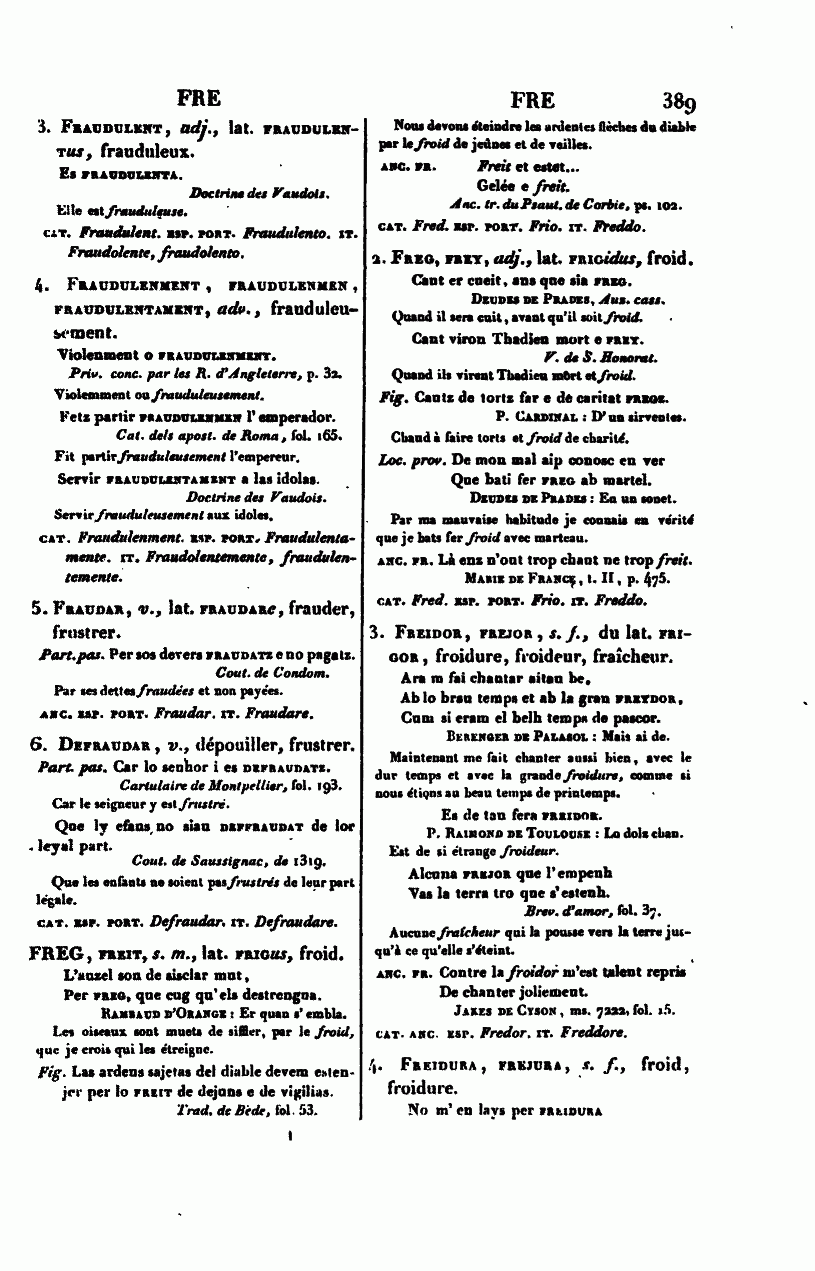 FRE
3. FRAUDULENT, adj., lat. FRAUDULEN-
TUS, frauduleux.
Es FRAUDULENTA.
Doctrine des Vaudois.
Elle est frauduleuse.
CAT. Fraudulent. ESP. PORT. Fraudulento. IT.
Fraudolente, fraudolento.
4. FRAUDULENMENT, FRAUDULENMEN,
FRAUDULENTAMENT, adv., frauduleu-
sement.
Violenment o FRAUDULENMENT.
Priv. conc. par les R. d'Angleterre, p. 32.
Violemment ou frauduleusement.
Fetz partir FRAUDULENMEN l'emperador.
Cat. dels apost. de Roma, fol. 165.
Fit partir frauduleusement l'empereur.
Servir FRAUDULENTAMENT a las idolas.
Doctrine des Vaudois.
Servir frauduleusement aux idoles.
CAT. Fraudulenment. ESP. PORT. Fraudulenta-
mente. IT. Fraudolentemente, fraudulen-
temente.
5. FRAUDAR, v., lat. FRAUDARe, frauder,
frustrer.
Part. pas. Per sos devers FRAUDATZ e no pagatz.
Cout. de Condom.
Par ses dettes fraudées et non payées.
ANC. ESP. PORT. Fraudar. IT. Fraudare.
6. DEFRAUDAR, v., dépouiller, frustrer.
Part. pas. Car lo senhor i es DEFRAUDATZ.
Cartulaire de Montpellier, fol. 193.
Car le seigneur y est frustré.
Que ly efans no sian DEFFRAUDAT de lor
leyal part.
Cout. de Saussignac, de 1319.
Que les enfants ne soient pas frustrés de leur part
légale.
CAT. ESP. PORT. Defraudar. IT. Defraudare.
FREG, FREIT, s. m., lat. FRIGUS, froid.
L'auzel son de sisclar mut,
Per FREG, que cug qu'els destrengua.
RAMBAUD D'ORANGE : Er quan s'embla.
Les oiseaux sont muets de siffler, par le froid,
que je crois qui les étreigne.
Fig. Las ardens sajetas del diable devem esten-
jer per lo FREIT de dejuns e de vigilias.
Trad. de Bède, fol. 53.
I
FRE 389
Nous devons éteindre les ardentes flèches du diable
par le froid de jeûnes et de veilles.
ANC. FR. Freit et estet...
Gelée e freit.
Anc. tr. du Psaut. de Corbie, ps. 102.
CAT. Fred. ESP. PORT. Frio. IT. Freddo.
2. FREG, FREY, adj., lat. FRIGidus, froid.
Cant er cueit, ans que sia FREG.
DEUDES DE PRADES, Aus. cass.
Quand il sera cuit, avant qu'il soit froid.
Cant viron Thadieu mort e FREY.
V. de S. Honorat.
Quand ils virent Thadieu mort et froid.
Fig. Cautz de tortz far e de caritat FREGZ.
P. CARDINAL : D'un sirventes.
Chaud à faire torts et froid de charité.
Loc. prov. De mon mal aip conosc en ver
Que bati fer FREG ab martel.
DEUDES DE PRADES : En un sonet.
Par ma mauvaise habitude je connais en vérité
que je bats fer froid avec marteau.
ANC. FR. Là enz n'ont trop chaut ne trop freit.
MARIE DE FRANCE, t. II, p. 475.
CAT. Fred. ESP. PORT. Frio. IT. Freddo.
3. FREIDOR, FREJOR, s. f., du lat. FRI-
GOR, froidure, froideur, fraîcheur.
Ara m fai chantar aitan be,
Ab lo brau temps et ab la gran FREYDOR,
Cum si eram el belh temps de pascor.
BERENGER DE PALASOL : Mais ai de.
Maintenant me fait chanter aussi bien, avec le
dur temps et avec la grande froidure, comme si
nous étions au beau temps de printemps.
Es de tan fera FREIDOR.
P. RAIMOND DE TOULOUSE : Lo dolz chan.
Est de si étrange froideur.
Alcuna FREJOR que l'empenh
Vas la terra tro que s'estenh.
Brev. d'amor, fol. 37.
Aucune fraîcheur qui la pousse vers la terre jus-
qu'à ce qu'elle s'éteint.
ANC. FR. Contre la froidor m'est talent repris
De chanter joliement.
JAKES DE CYSON, ms. 7222, fol. 15.
CAT. ANC. ESP. Fredor. IT. Freddore.
4. FREIDURA, FREJURA, s. f., froid,
froidure.
No m'en lays per FREIDURA